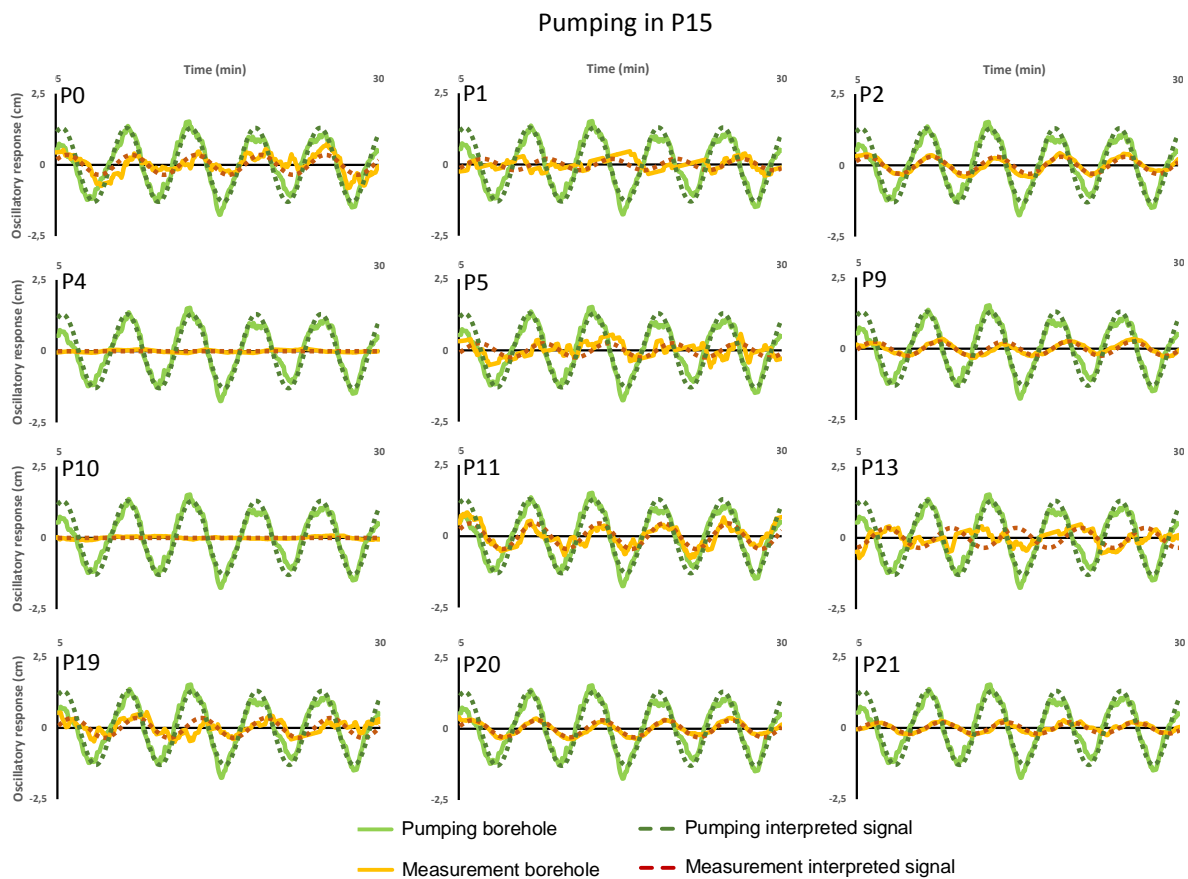 Pumping in P15
Time (min) Time (min) Time (min)
5 30 5 30 5 30
2,5 P0 2,5 P1 2,5 P2
Oscillatory response (cm) 0 0 0
-2,5 -2,5 -2,5
5 30 5 30 5 30
2,5 P4 2,5 P5 2,5 P9
Oscillatory response (cm) 0 0 0
-2,5 -2,5 -2,5
5 30 5 30 5 30
2,5 P10 2,5 P11 2,5 P13
Oscillatory response (cm) 0 0 0
-2,5 -2,5 -2,5
5 30 5 30 5 30
2,5 P19 2,5 P20 2,5 P21
Oscillatory response (cm) 0 0 0
-2,5 -2,5 -2,5
Pumping borehole Pumping interpreted signal
Measurement borehole Measurement interpreted signal